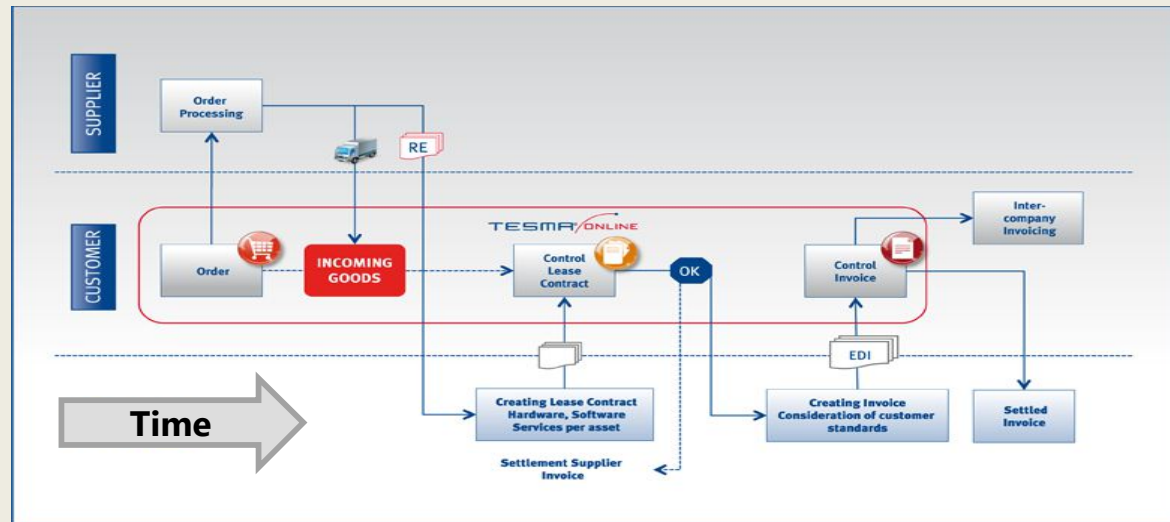 SUPPLIER
Order
Processing
RE
CUSTOMER
TESMA ONLINE
Order
INCOMING
GOODS
Control
Lease
Contract
OK
Control
Invoice
Inter-
company
Invoicing
EDI
Time
Creating Lease Contract
Hardware, Software
Services per asset
Creating Invoice
Consideration of customer
standards
Settled
Invoice
Settlement Supplier
Invoice